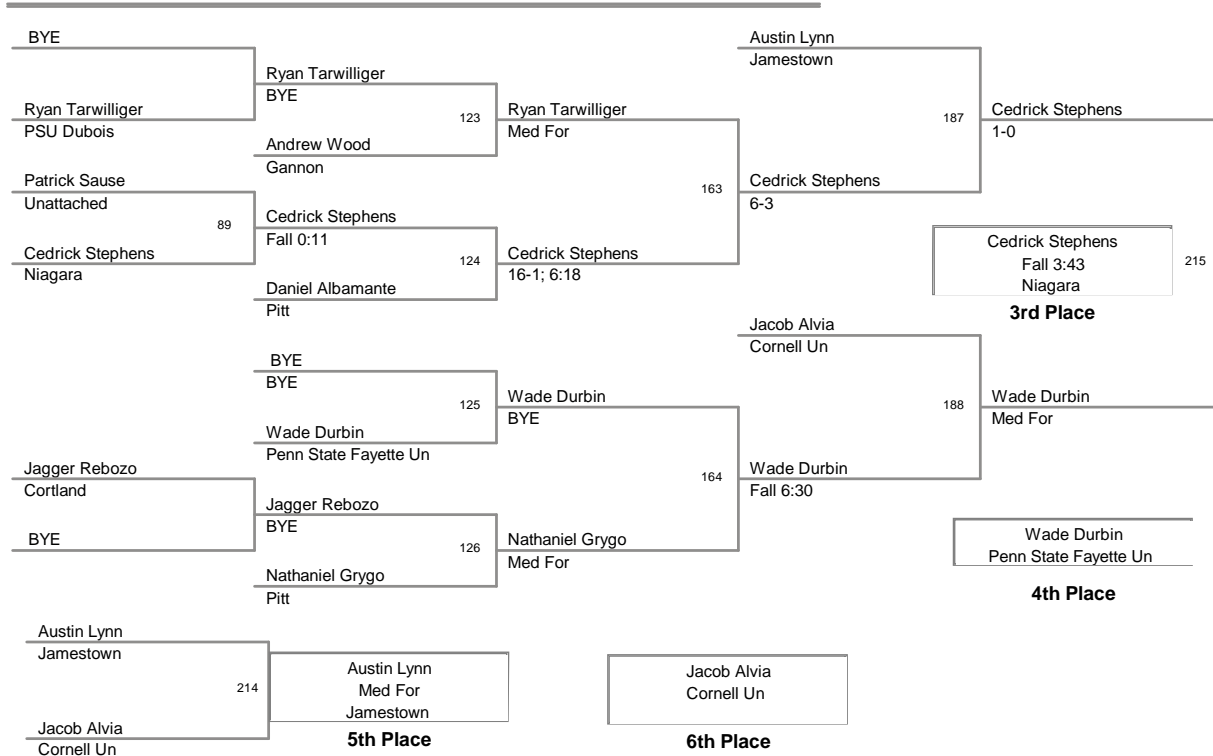 BYE
Ryan Tarwilliger
PSU Dubois
Patrick Sause
Unattached
89
Cedrick Stephens
Niagara
Jagger Rebozo
Cortland
BYE
Ryan Tarwilliger
BYE
123
Andrew Wood
Gannon
Cedrick Stephens
Fall 0:11
124
Daniel Albamante
Pitt
BYE
BYE
125
Wade Durbin
Penn State Fayette Un
Jagger Rebozo
BYE
126
Nathaniel Grygo
Pitt
Ryan Tarwilliger
Med For
163
Cedrick Stephens
16-1; 6:18
Wade Durbin
BYE
164
Nathaniel Grygo
Med For
Austin Lynn
Jamestown
187
Cedrick Stephens
6-3
Jacob Alvia
Cornell Un
188
Wade Durbin
Fall 6:30
Cedrick Stephens
1-0
Cedrick Stephens
Fall 3:43
Niagara
215
3rd Place
Wade Durbin
Med For
Wade Durbin
Penn State Fayette Un
4th Place
Austin Lynn
Jamestown
214
Jacob Alvia
Cornell Un
Austin Lynn
Med For
Jamestown
5th Place
Jacob Alvia
Cornell Un
6th Place